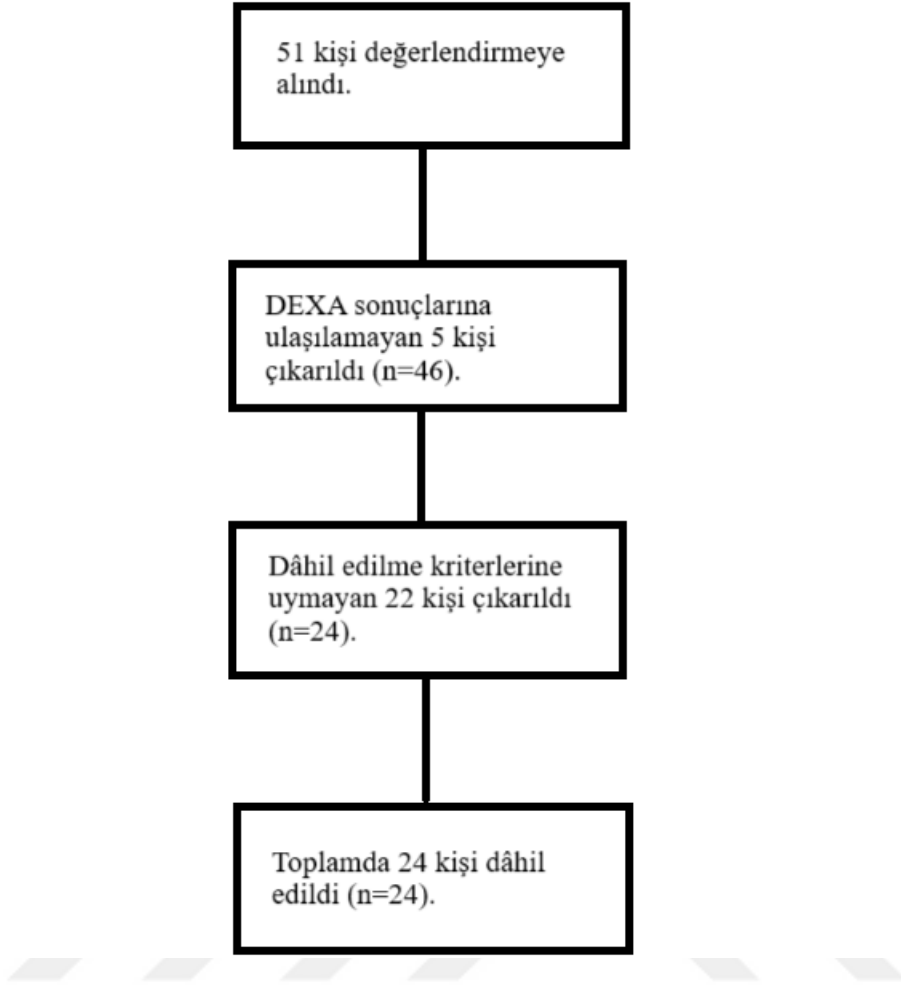 51 kişi değerlendirmeye
alındı.
DEXA sonuçlarına
ulaşılamayan 5 kişi
çıkarıldı (n=46).
Dâhil edilme kriterlerine
uymayan 22 kişi çıkarıldı
(n=24).
Toplamda 24 kişi dâhil
edildi (n=24).